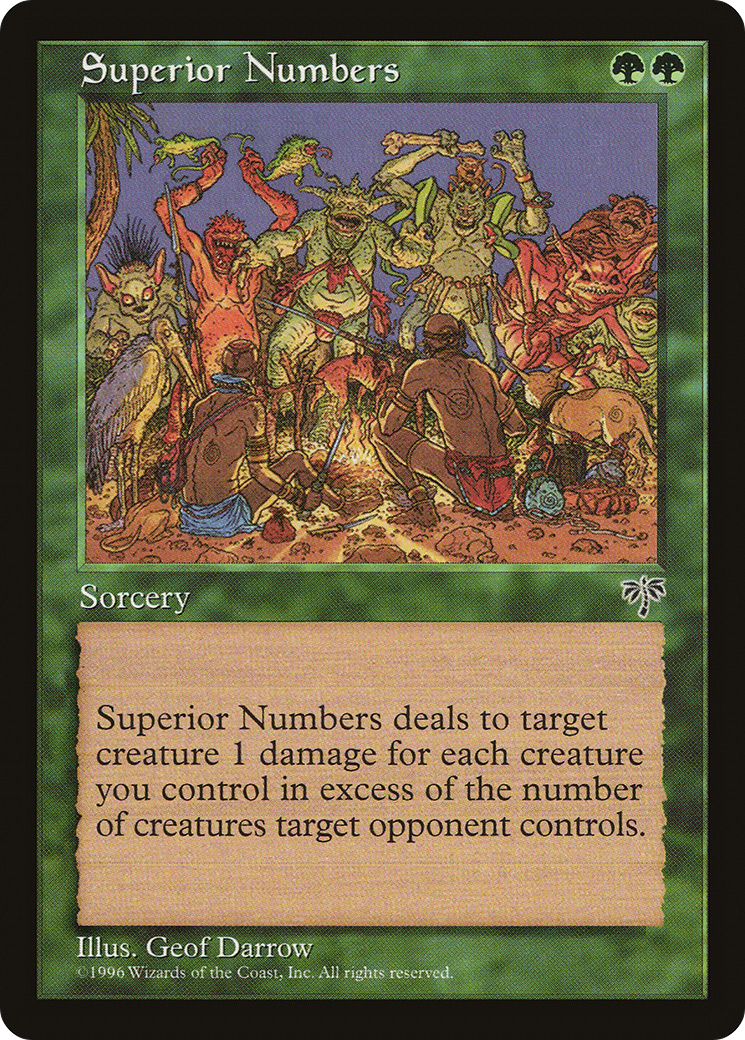 Superior Numbers
Sorcery
Superior Numbers deals to target
creature 1 damage for each creature
you control in excess of the number
of creatures target opponent controls.
Illus. Geof Darrow
©1996 Wizards of the Coast, Inc. All rights reserved.